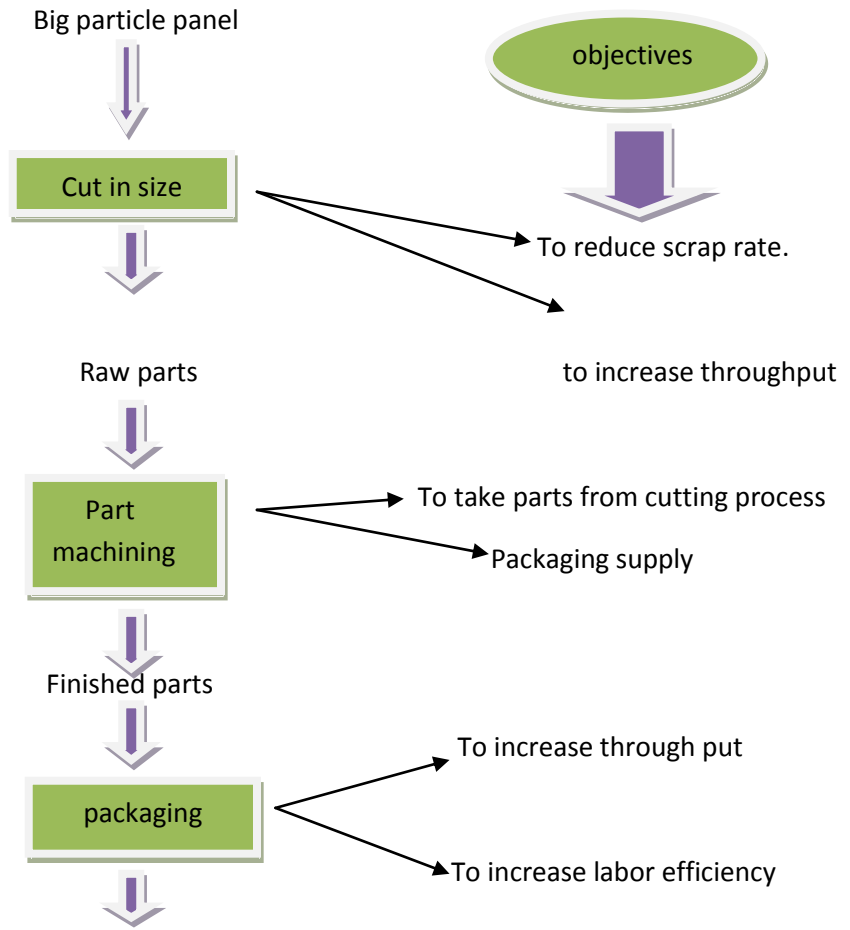 Big particle panel
objectives
Cut in size
To reduce scrap rate.
Raw parts
to increase throughput
Part
machining
To take parts from cutting process
Packaging supply
Finished parts
To increase through put
packaging
To increase labor efficiency